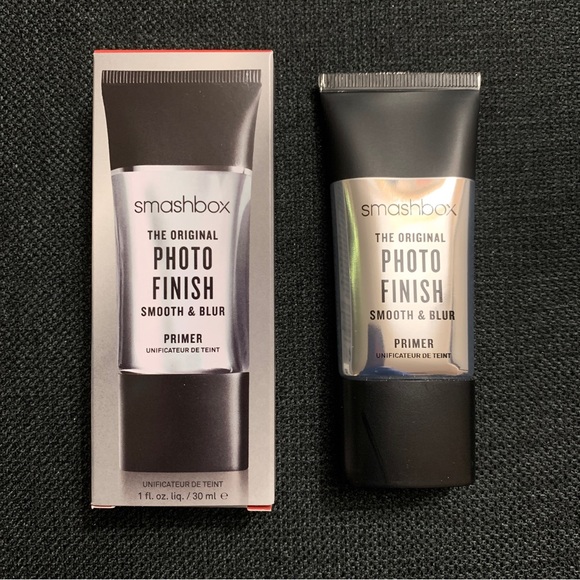 smashbox
THE ORIGINAL
PHOTO
FINISH
SMOOTH & BLUR
PRIMER
UNIFICATEUR DE TEINT
UNIFICATEUR DE TEINT
1 fl. oz. liq. / 30 ml ℮
smashbox
THE ORIGINAL
PHOTO
FINISH
SMOOTH & BLUR
PRIMER
UNIFICATEUR DE TEINT